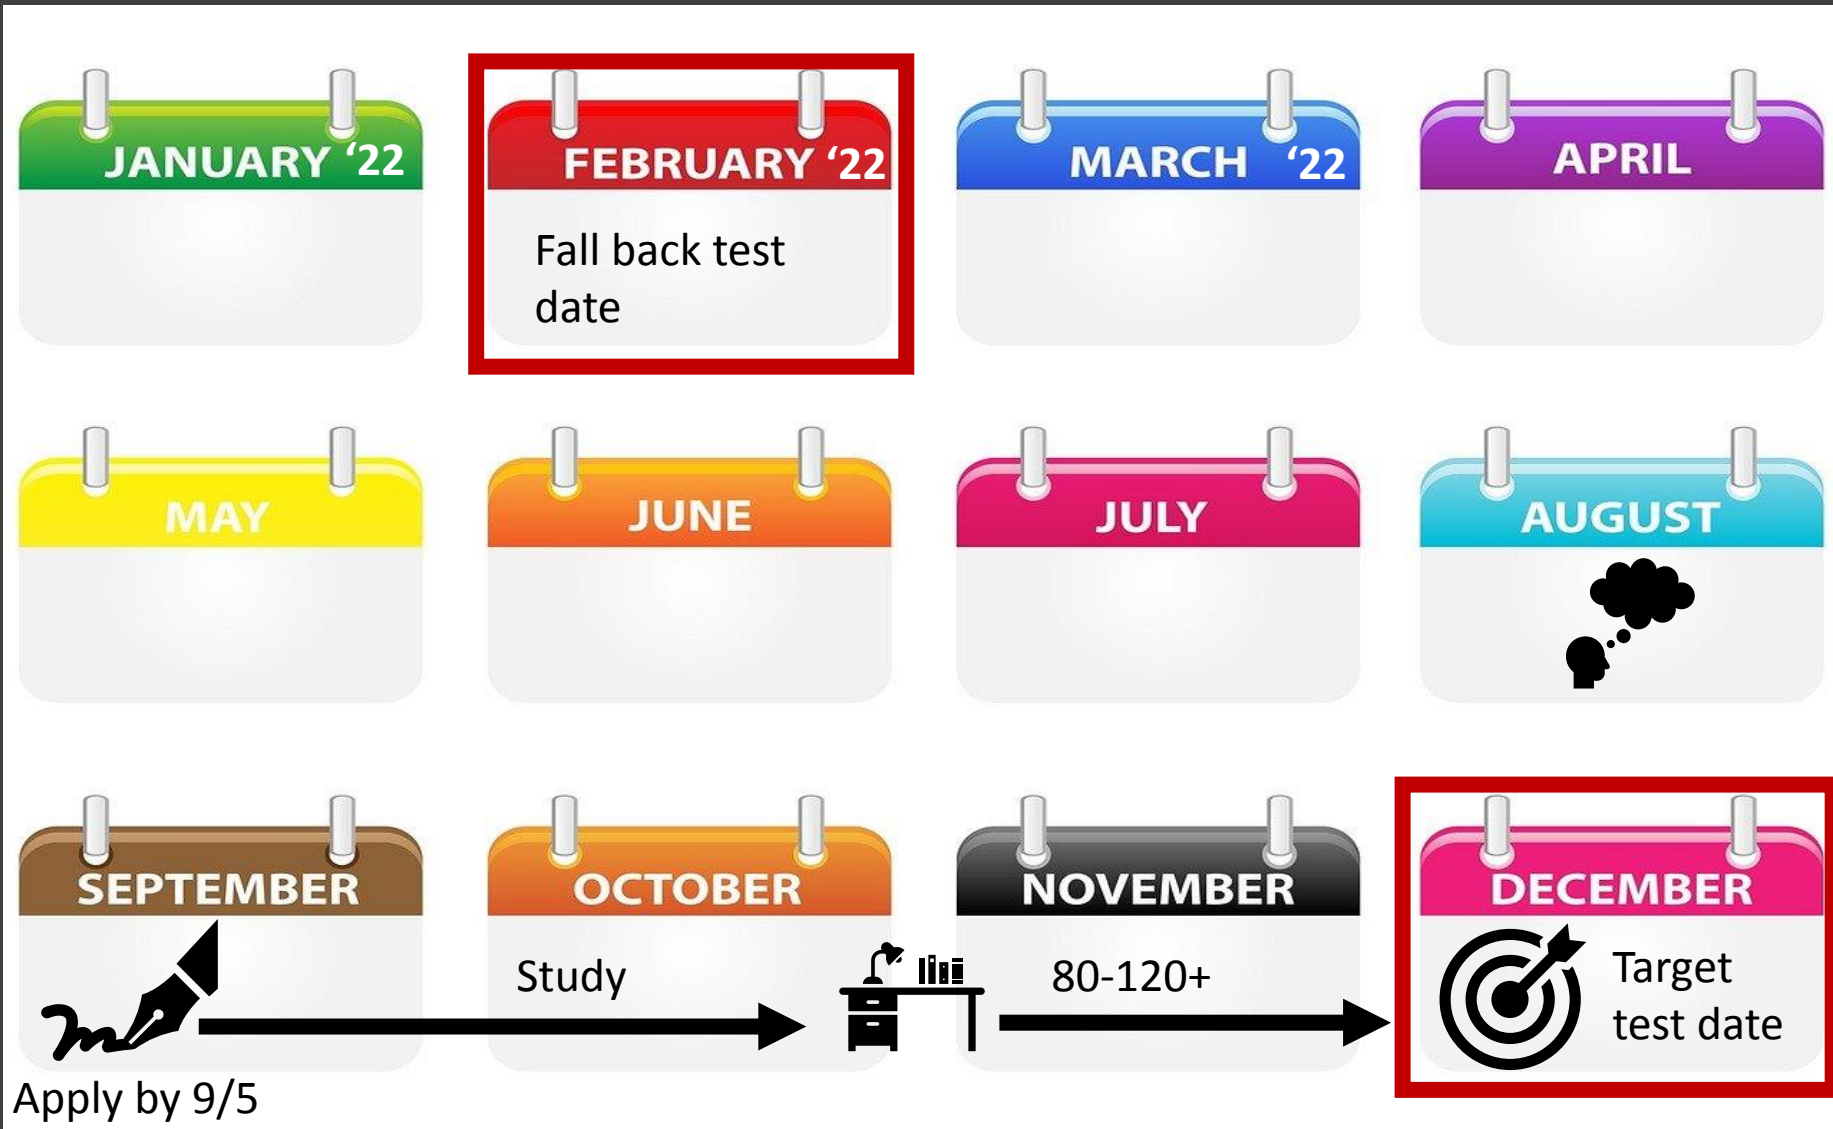 JANUARY ‘22
FEBRUARY ‘22
MARCH ‘22
APRIL
Fall back test
date
MAY
JUNE
JULY
AUGUST
SEPTEMBER
OCTOBER
NOVEMBER
DECEMBER
Study
80-120+
Target
test date
Apply by 9/5